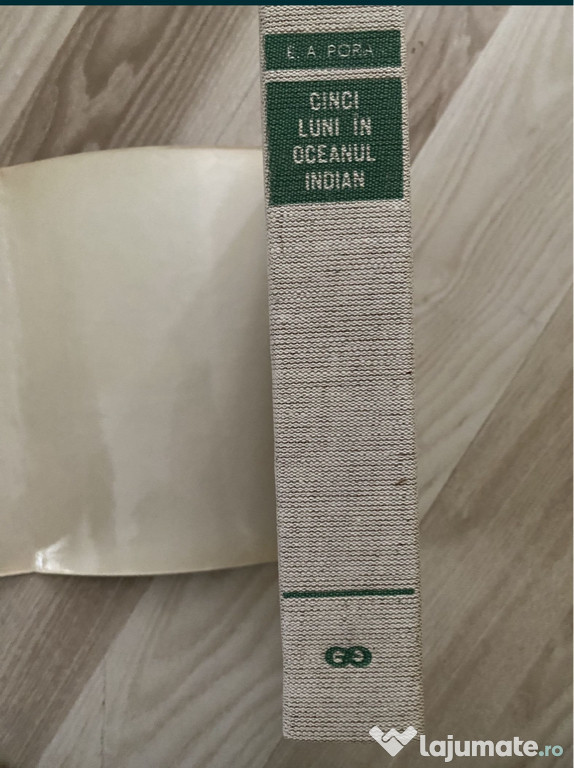 E. A. PORA
CINCI
LUNI ÎN
OCEANUL
INDIAN
lajumate.ro